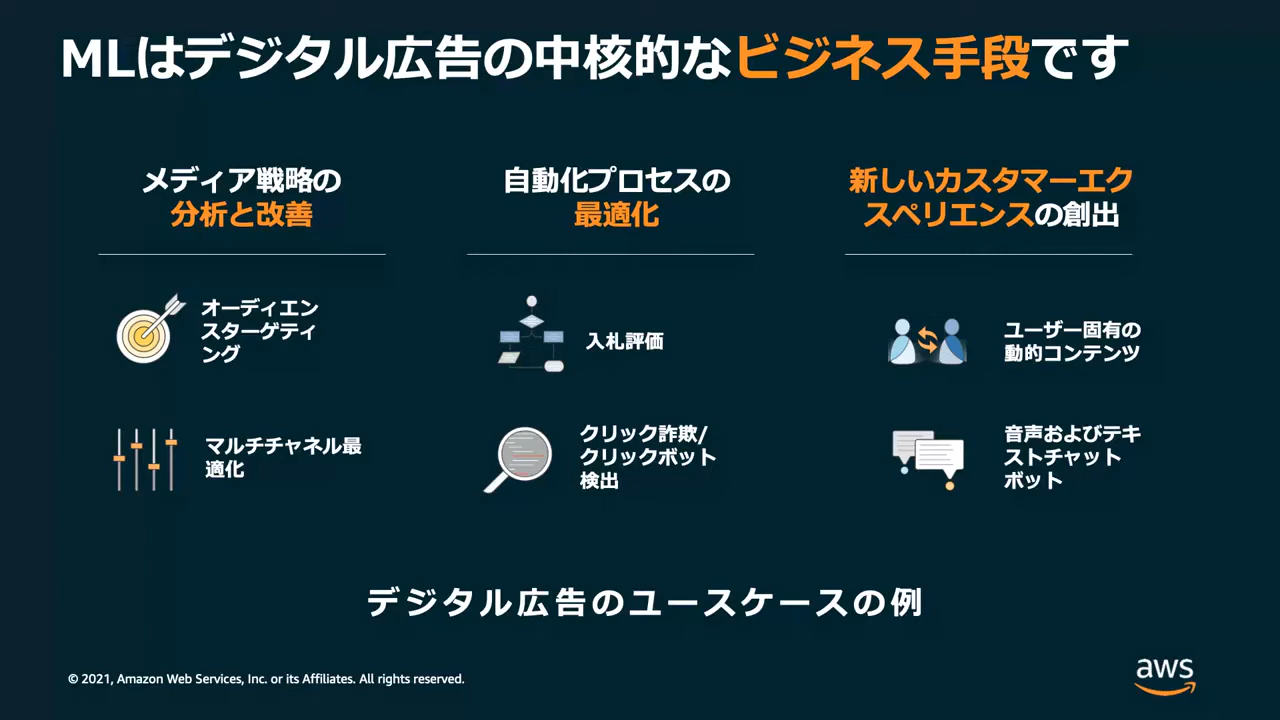 MLはデジタル広告の中核的なビジネス手段です
メディア戦略の
分析と改善
オーディエン
スターゲティ
ング
マルチチャネル最
適化
自動化プロセスの
最適化
入札評価
クリック詐欺/
クリックボット
検出
新しいカスタマーエク
スペリエンスの創出
ユーザー固有の
動的コンテンツ
音声およびテキ
ストチャット
ボット
デジタル広告のユースケースの例
© 2021, Amazon Web Services, Inc. or its Affiliates. All rights reserved.
aws